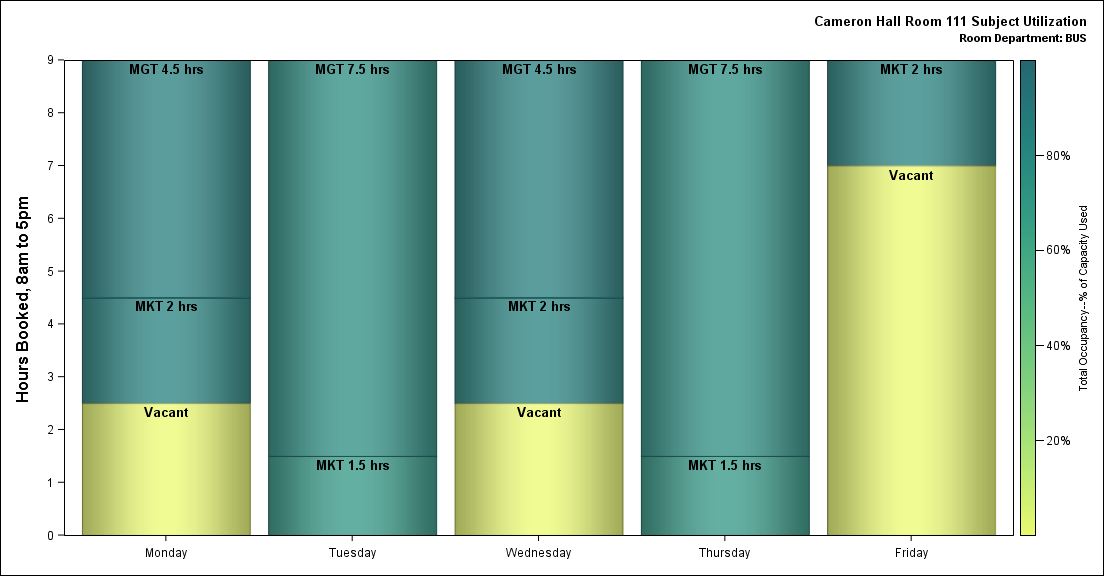 Cameron Hall Room 111 Subject Utilization
Room Department: BUS
Hours Booked, 8am to 5pm
9
8
7
6
5
4
3
2
1
0
MGT 4.5 hrs
MKT 2 hrs
Vacant
MGT 7.5 hrs
MKT 1.5 hrs
MGT 4.5 hrs
MKT 2 hrs
Vacant
MGT 7.5 hrs
MKT 1.5 hrs
MKT 2 hrs
Vacant
Monday
Tuesday
Wednesday
Thursday
Friday
80%
60%
40%
20%
Total Occupancy--% of Capacity Used